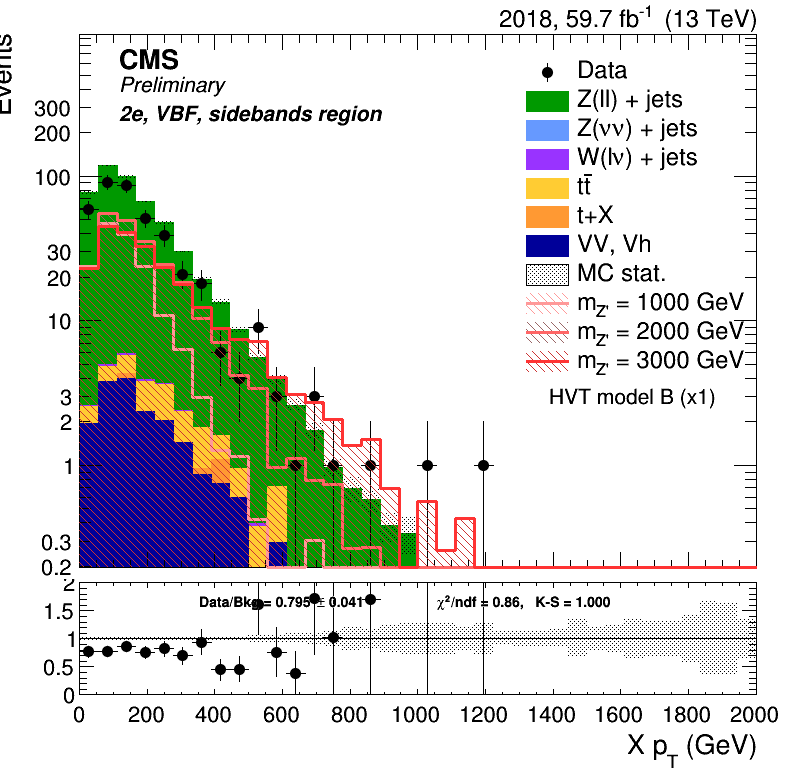 2018, 59.7 fb⁻¹ (13 TeV)
Events
CMS
Preliminary
2e, VBF, sidebands region
Data
Z(ll) + jets
Z(νν) + jets
W(lν) + jets
tt̄
t+X
VV, Vh
MC stat.
m_Z' = 1000 GeV
m_Z' = 2000 GeV
m_Z' = 3000 GeV
HVT model B (x1)
300
200
100
30
20
10
3
2
1
0.3
0.2
Data/Bkg = 0.795 ± 0.041
χ²/ndf = 0.86, K-S = 1.000
2
1.5
1
0.5
0
0 200 400 600 800 1000 1200 1400 1600 1800 2000
X p_T (GeV)